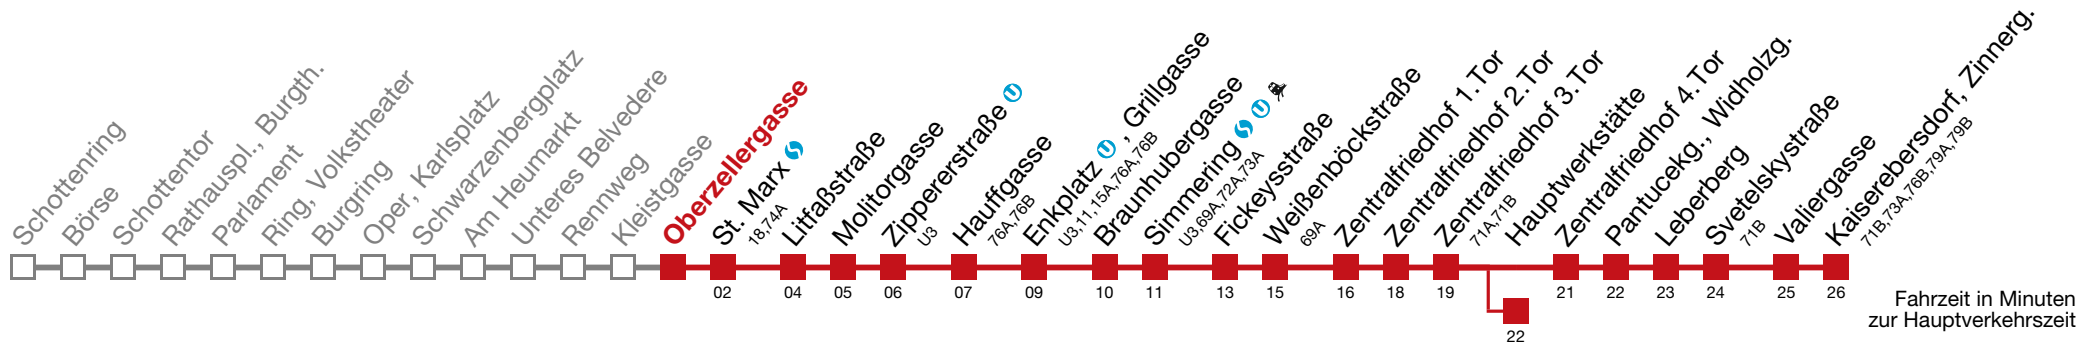 Schottenring
Börse
Schottentor
Rathauspl., Burgth.
Parlament
Ring, Volkstheater
Burgring
Oper, Karlsplatz
Schwarzenbergplatz
Am Heumarkt
Unteres Belvedere
Rennweg
Kleistgasse
Oberzellergasse
St. Marx
18,74A
Litfaßstraße
Molitorgasse
Zippererstraße
U3
Hauffgasse
76A,76B
Enkplatz , Grillgasse
U3,11,15A,76A,76B
Braunhubergasse
Simmering
U3,69A,72A,73A
Fickeysstraße
Weißenböckstraße
69A
Zentralfriedhof 1.Tor
Zentralfriedhof 2.Tor
Zentralfriedhof 3.Tor
71A,71B
Hauptwerkstätte
Zentralfriedhof 4.Tor
Pantucekg., Widholzg.
Leberberg
Svetelskystraße
71B
Valiergasse
Kaiserebersdorf, Zinnerg.
71B,73A,76B,79A,79B
02 04 05 06 07 09 10 11 13 15 16 18 19 21 22 23 24 25 26
22
Fahrzeit in Minuten
zur Hauptverkehrszeit